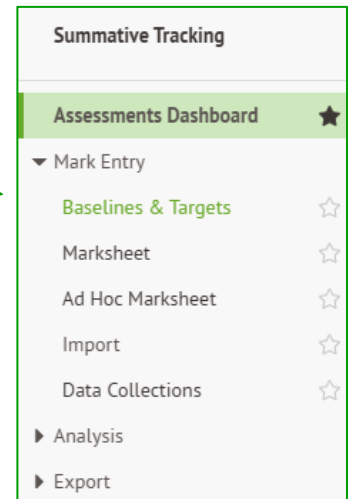 Summative Tracking
Assessments Dashboard
Mark Entry
Baselines & Targets
Marksheet
Ad Hoc Marksheet
Import
Data Collections
Analysis
Export